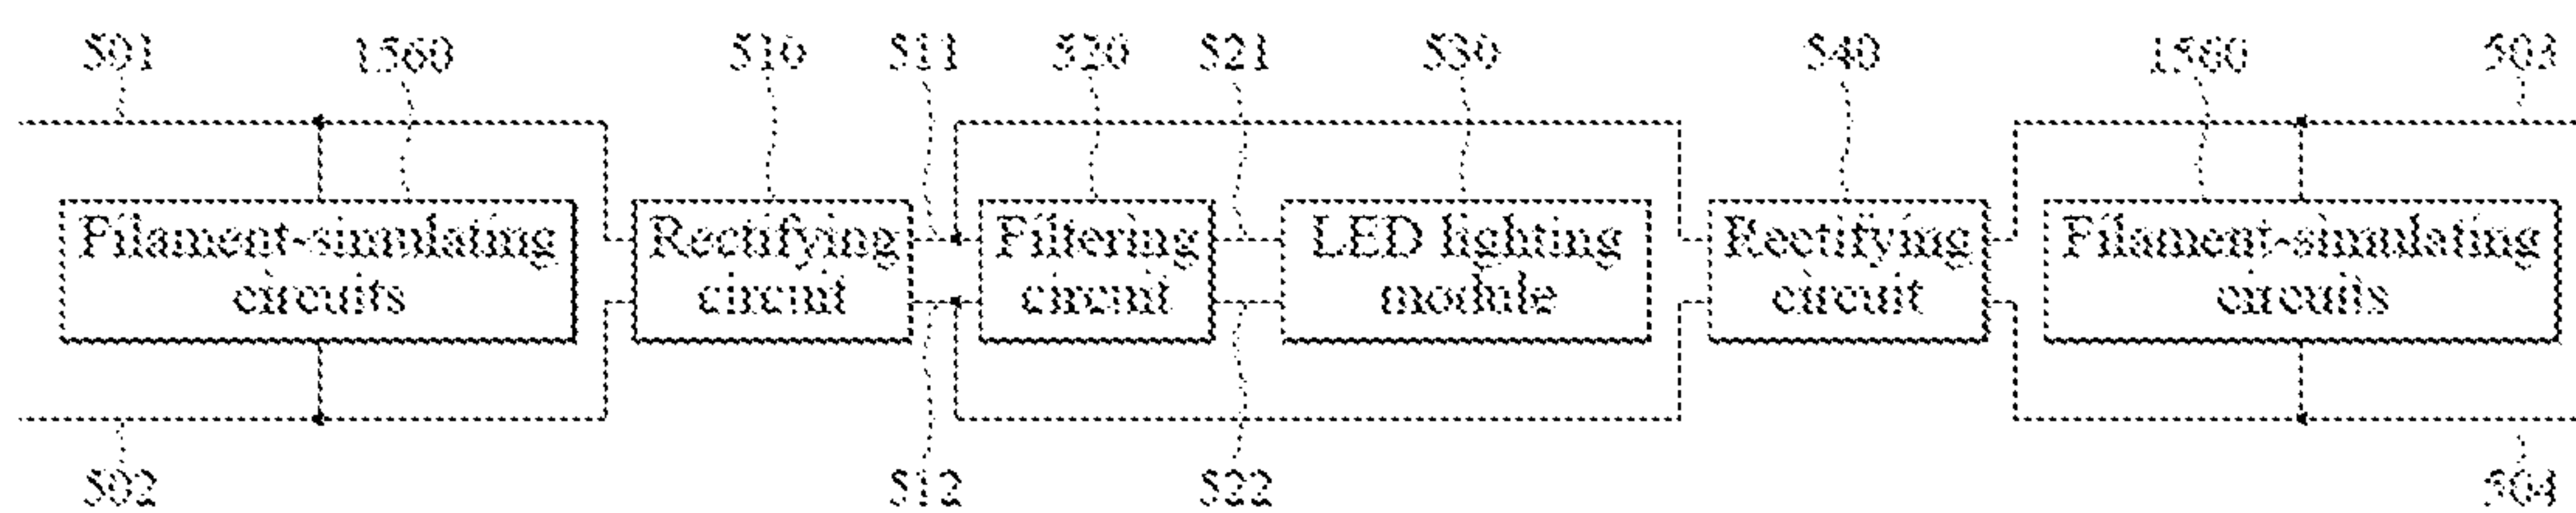 501 1560 510 511 520 521 530 540 1560 503
Filament-simulating
circuits
Rectifying
circuit
Filtering
circuit
LED lighting
module
Rectifying
circuit
Filament-simulating
circuits
502 512 522 504